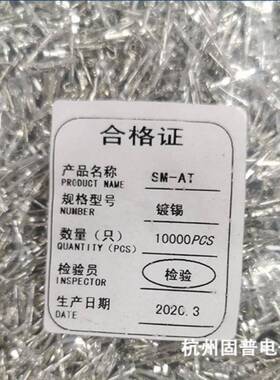 合格证
产品名称 SM-AT
PRODUCT NAME
规格型号 镀锡
NUMBER
数量（只） 10000PCS
QUANTITY (PCS)
检验员 检验
INSPECTOR
生产日期 2020.3
DATE
杭州固普电